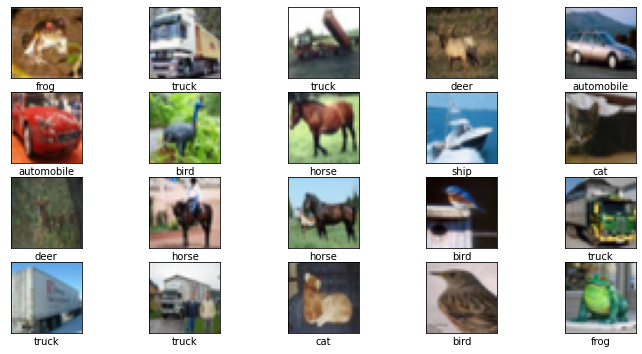 frog truck truck deer automobile
automobile bird horse ship cat
deer horse horse bird truck
truck truck cat bird frog